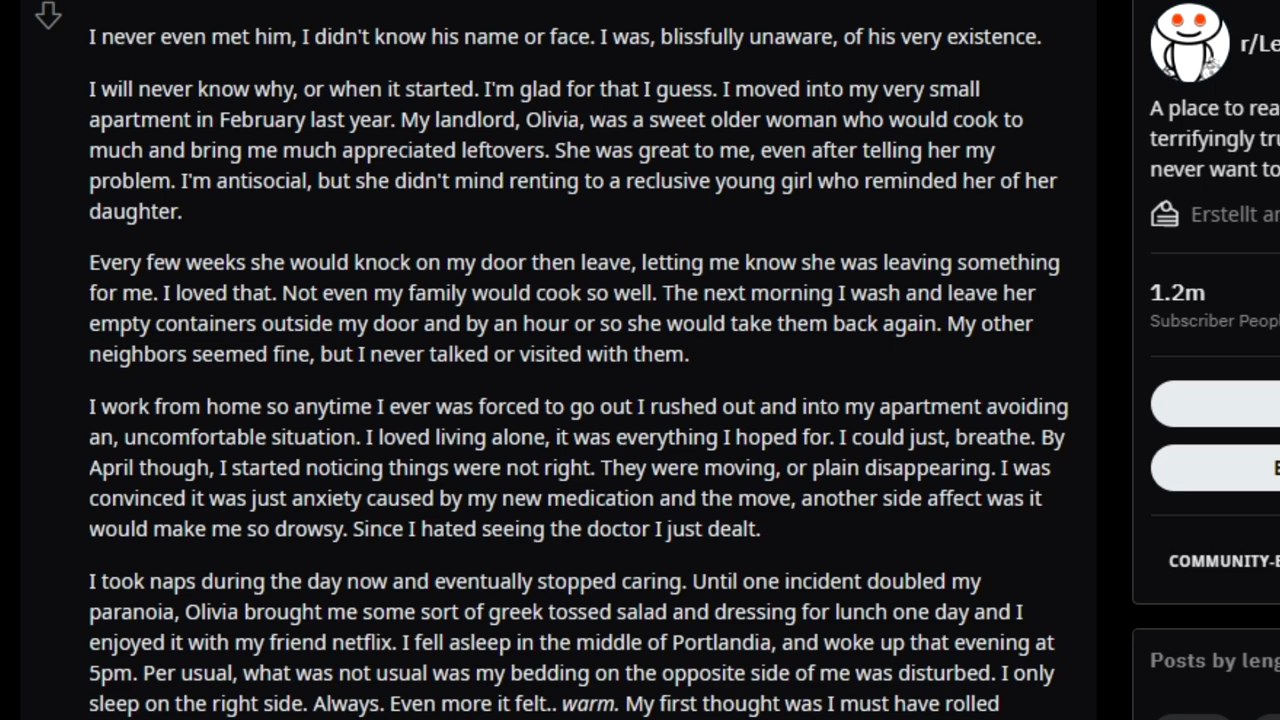 I never even met him, I didn't know his name or face. I was, blissfully unaware, of his very existence.
I will never know why, or when it started. I'm glad for that I guess. I moved into my very small
apartment in February last year. My landlord, Olivia, was a sweet older woman who would cook to
much and bring me much appreciated leftovers. She was great to me, even after telling her my
problem. I'm antisocial, but she didn't mind renting to a reclusive young girl who reminded her of her
daughter.
Every few weeks she would knock on my door then leave, letting me know she was leaving something
for me. I loved that. Not even my family would cook so well. The next morning I wash and leave her
empty containers outside my door and by an hour or so she would take them back again. My other
neighbors seemed fine, but I never talked or visited with them.
I work from home so anytime I ever was forced to go out I rushed out and into my apartment avoiding
an, uncomfortable situation. I loved living alone, it was everything I hoped for. I could just, breathe. By
April though, I started noticing things were not right. They were moving, or plain disappearing. I was
convinced it was just anxiety caused by my new medication and the move, another side affect was it
would make me so drowsy. Since I hated seeing the doctor I just dealt.
I took naps during the day now and eventually stopped caring. Until one incident doubled my
paranoia, Olivia brought me some sort of greek tossed salad and dressing for lunch one day and I
enjoyed it with my friend netflix. I fell asleep in the middle of Portlandia, and woke up that evening at
5pm. Per usual, what was not usual was my bedding on the opposite side of me was disturbed. I only
sleep on the right side. Always. Even more it felt.. warm. My first thought was I must have rolled
r/Le
A place to rea
terrifyingly tru
never want to
Erstellt a
1.2m
Subscriber Peopl
COMMUNITY-
Posts by leng